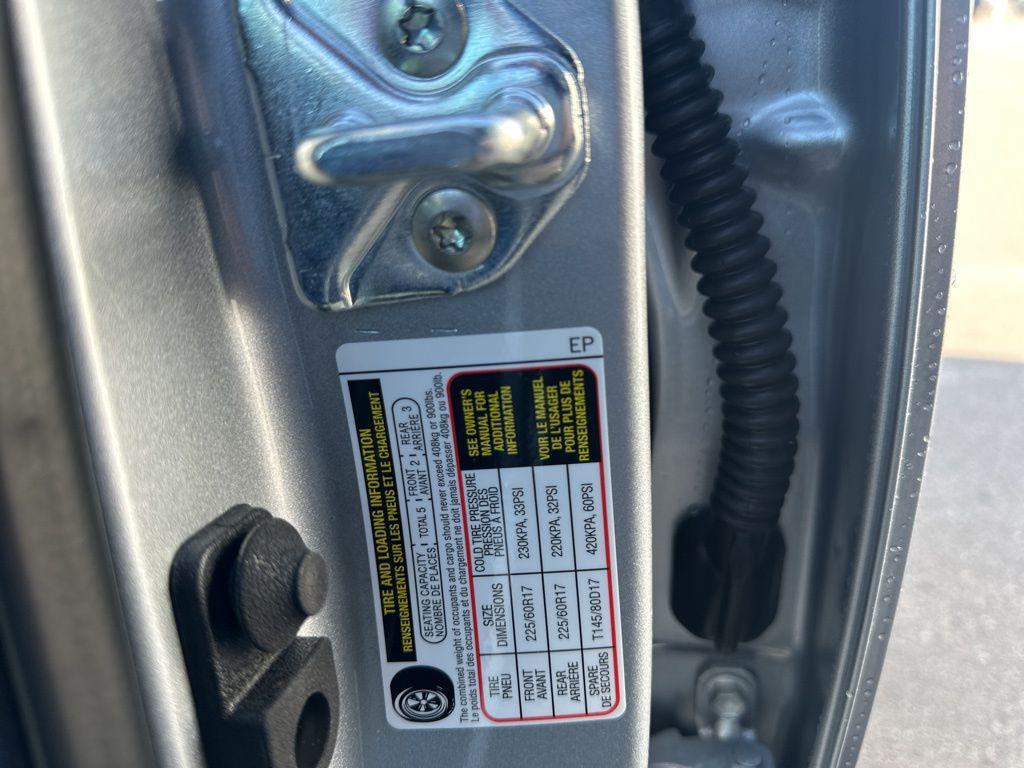 EP
TIRE AND LOADING INFORMATION
RENSEIGNEMENTS SUR LES PNEUS ET LE CHARGEMENT
SEATING CAPACITY TOTAL 5 FRONT 2 REAR 3
NOMBRE DE PLACES AVANT ARRIÈRE
The combined weight of occupants and cargo should never exceed 408kg or 900lbs.
Le poids total des occupants et du chargement ne doit jamais dépasser 408kg ou 900lb.
TIRE SIZE COLD TIRE PRESSURE
PNEU DIMENSIONS PRESSION DES
PNEUS À FROID
FRONT 225/60R17 230KPA, 33PSI
AVANT
REAR 225/60R17 220KPA, 32PSI
ARRIÈRE
SPARE T145/80D17 420KPA, 60PSI
DE SECOURS
SEE OWNER'S
MANUAL FOR
ADDITIONAL
INFORMATION
VOIR LE MANUEL
DE L'USAGER
POUR PLUS DE
RENSEIGNEMENTS